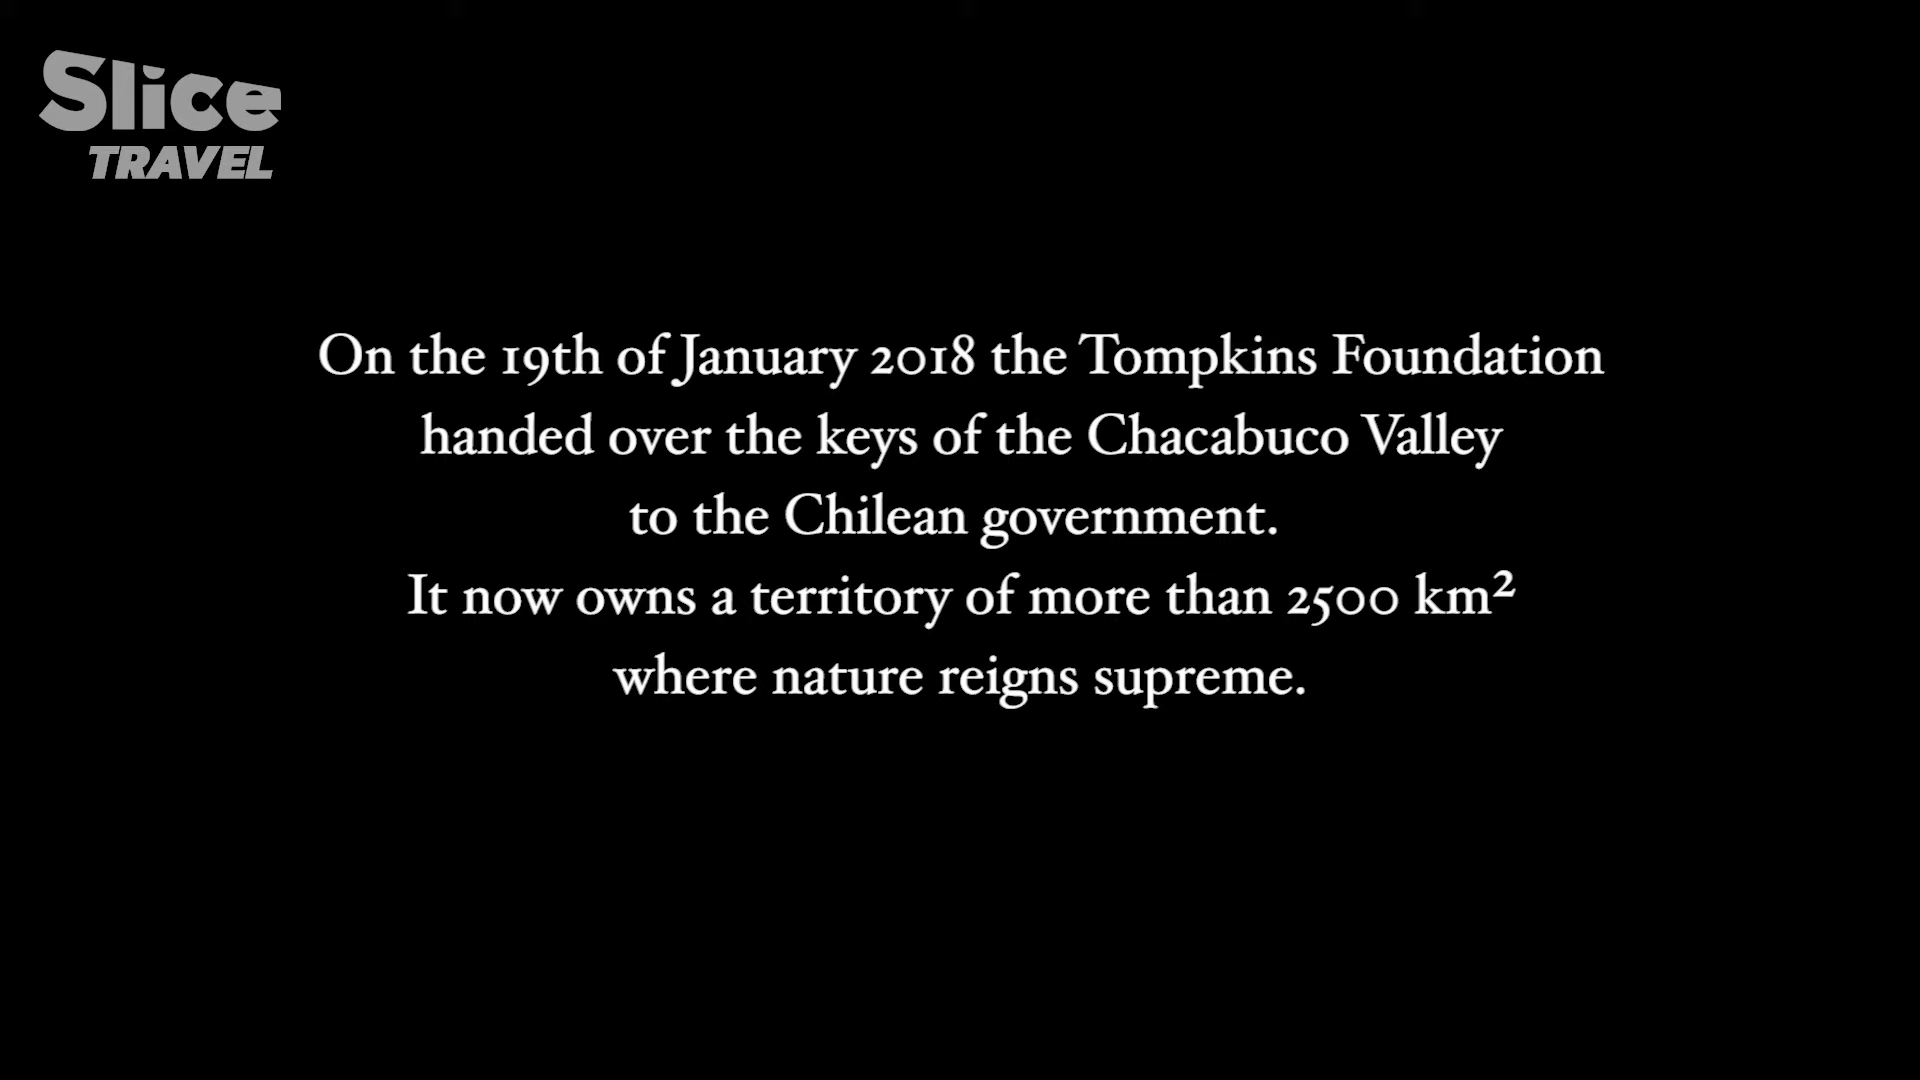 Slice
TRAVEL
On the 19th of January 2018 the Tompkins Foundation
handed over the keys of the Chacabuco Valley
to the Chilean government.
It now owns a territory of more than 2500 km²
where nature reigns supreme.